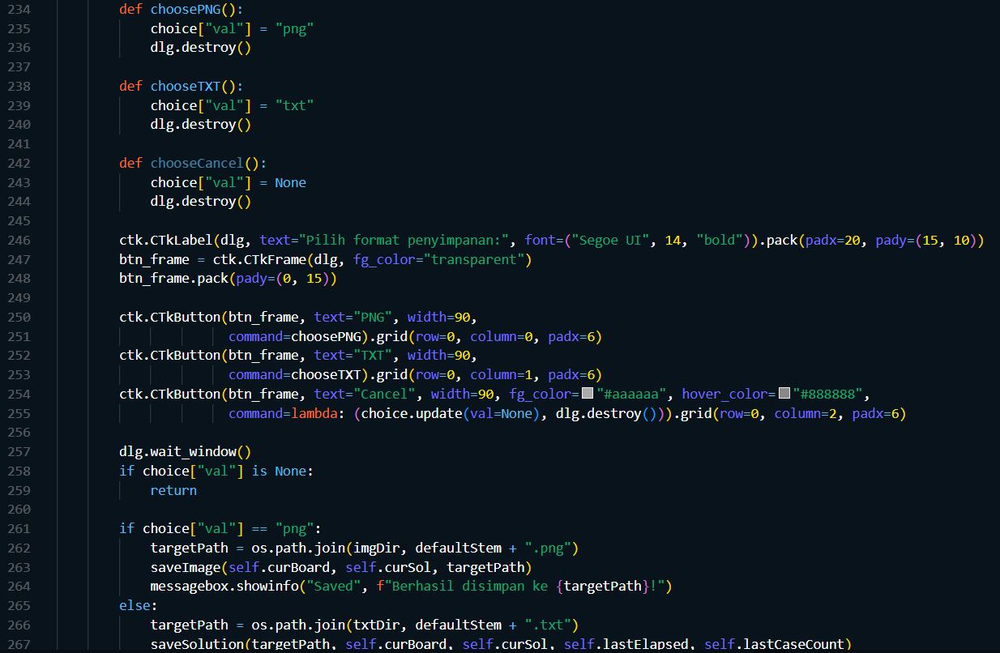 234 def choosePNG():
235 choice["val"] = "png"
236 dlg.destroy()
237
238 def chooseTXT():
239 choice["val"] = "txt"
240 dlg.destroy()
241
242 def chooseCancel():
243 choice["val"] = None
244 dlg.destroy()
245
246 ctk.CTkLabel(dlg, text="Pilih format penyimpanan:", font=("Segoe UI", 14, "bold")).pack(padx=20, pady=(15, 10))
247 btn_frame = ctk.CTkFrame(dlg, fg_color="transparent")
248 btn_frame.pack(pady=(0, 15))
249
250 ctk.CTkButton(btn_frame, text="PNG", width=90,
251 command=choosePNG).grid(row=0, column=0, padx=6)
252 ctk.CTkButton(btn_frame, text="TXT", width=90,
253 command=chooseTXT).grid(row=0, column=1, padx=6)
254 ctk.CTkButton(btn_frame, text="Cancel", width=90, fg_color="#aaaaaa", hover_color="#888888",
255 command=lambda: (choice.update(val=None), dlg.destroy())).grid(row=0, column=2, padx=6)
256
257 dlg.wait_window()
258 if choice["val"] is None:
259 return
260
261 if choice["val"] == "png":
262 targetPath = os.path.join(imgDir, defaultStem + ".png")
263 saveImage(self.curBoard, self.curSol, targetPath)
264 messagebox.showinfo("Saved", f"Berhasil disimpan ke {targetPath}!")
265 else:
266 targetPath = os.path.join(txtDir, defaultStem + ".txt")
267 saveSolution(targetPath, self.curBoard, self.curSol, self.lastElapsed, self.lastCaseCount)